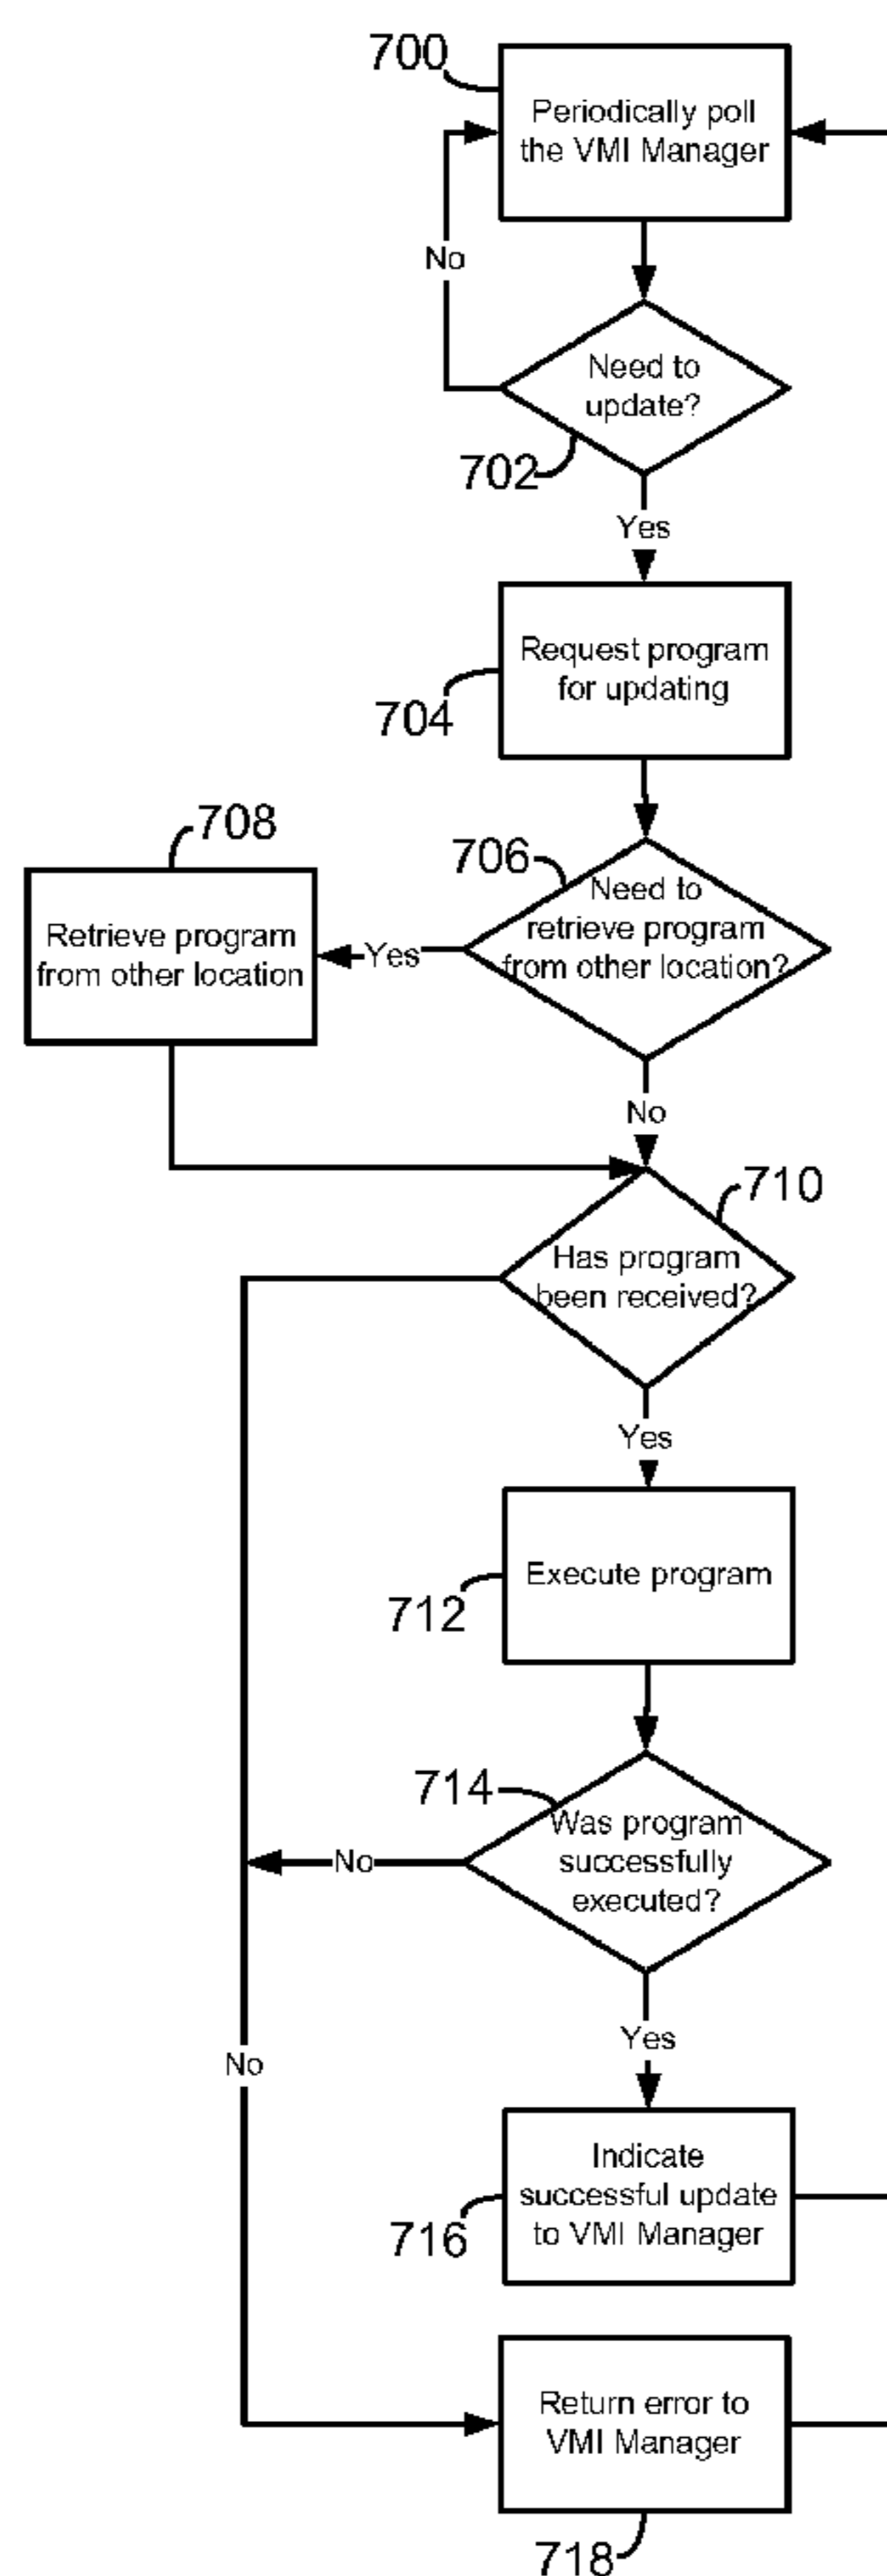 700
Periodically poll
the VMI Manager
No
Need to
update?
702
Yes
Request program
for updating
704
708
706
Need to
retrieve program
from other location?
Retrieve program
from other location
Yes
No
710
Has program
been received?
Yes
Execute program
712
714
Was program
successfully
executed?
No
Yes
No
Indicate
successful update
to VMI Manager
716
Return error to
VMI Manager
718